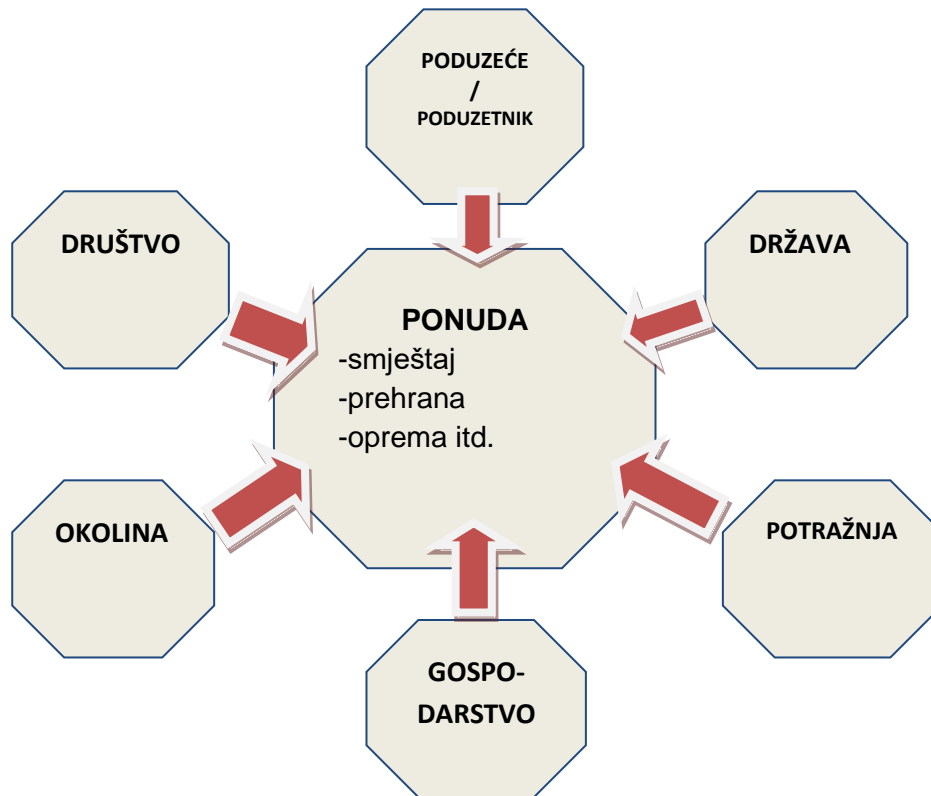 PODUZEĆE
/
PODUZETNIK
DRUŠTVO
DRŽAVA
PONUDA
-smještaj
-prehrana
-oprema itd.
OKOLINA
POTRAŽNJA
GOSPO-
DARSTVO